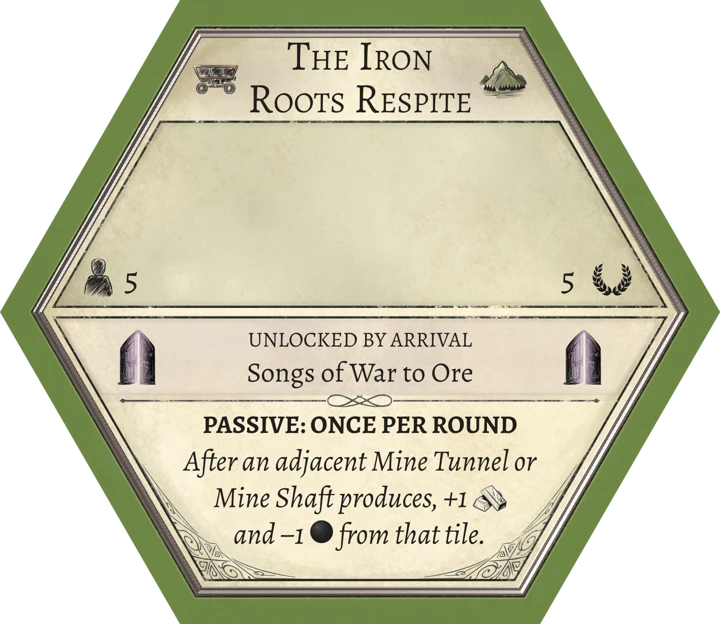 The Iron
Roots Respite
5
5
UNLOCKED BY ARRIVAL
Songs of War to Ore
PASSIVE: ONCE PER ROUND
After an adjacent Mine Tunnel or
Mine Shaft produces, +1
and –1 from that tile.